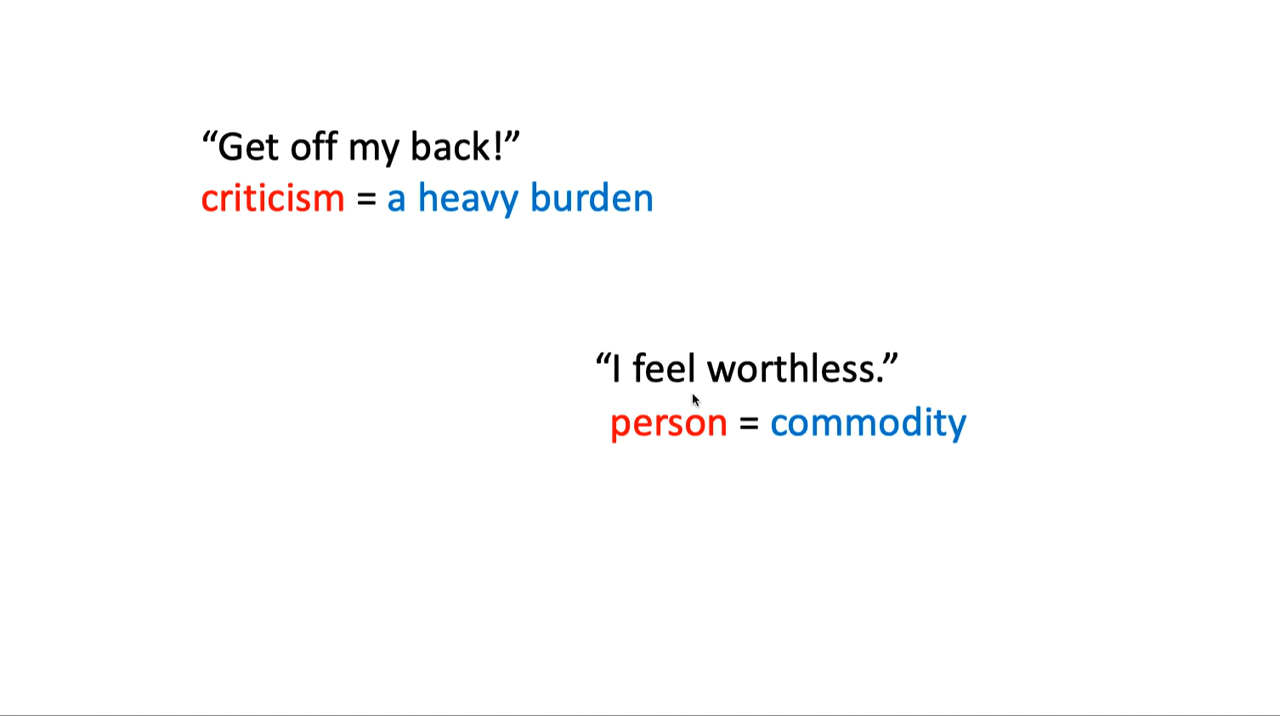 “Get off my back!”
criticism = a heavy burden
“I feel worthless.”
person = commodity